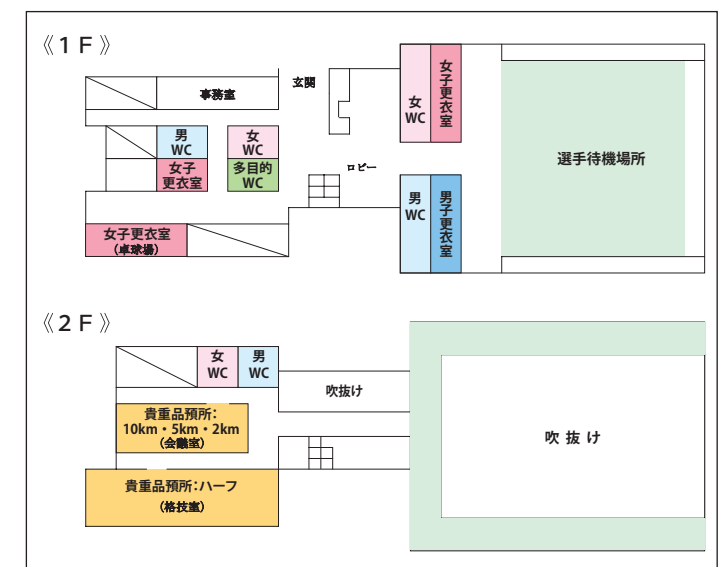 《1F》
事務室
玄関
女
WC
女子更衣室
選手待機場所
男
WC
女
WC
女子
更衣室
多目的
WC
ロビー
男
WC
男子更衣室
女子更衣室
(卓球場)
《2F》
女
WC
男
WC
吹抜け
貴重品預所:
10km・5km・2km
(会議室)
吹抜け
貴重品預所:ハーフ
(格技室)